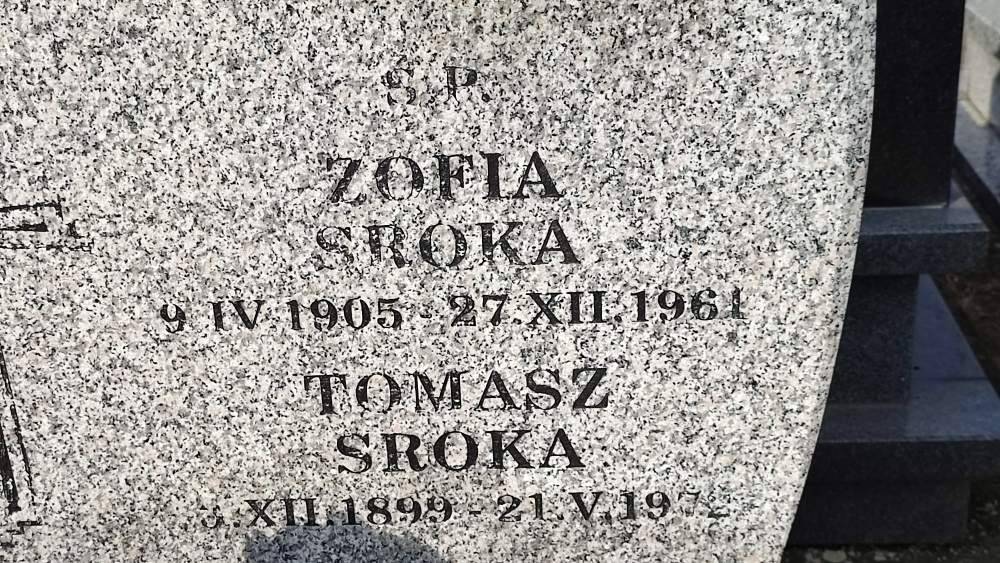 S.P.
ZOFIA
SROKA
9.IV.1905 - 27.XII.1961
TOMASZ
SROKA
XII.1899 - 21.V.